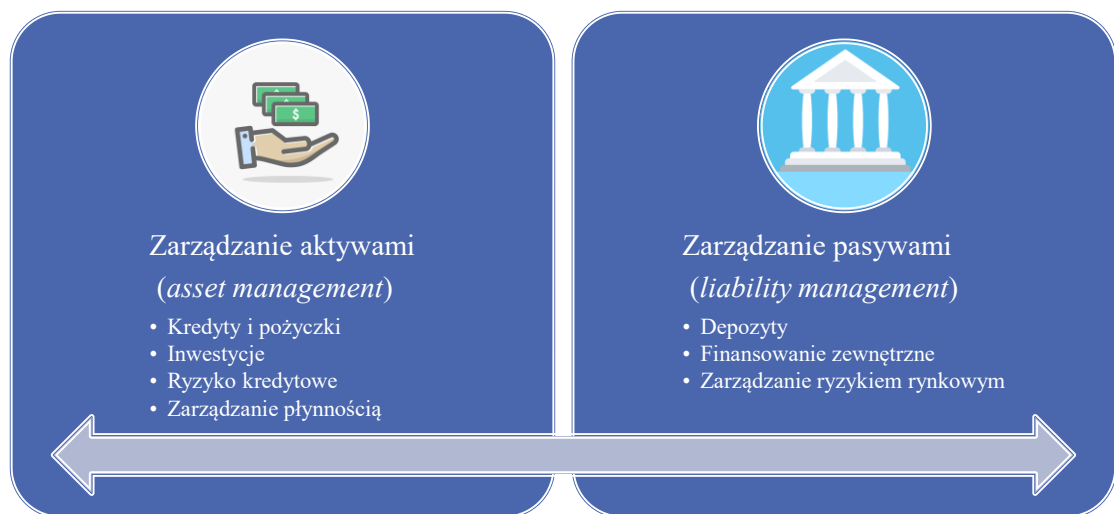 Zarządzanie aktywami
(asset management)
• Kredyty i pożyczki
• Inwestycje
• Ryzyko kredytowe
• Zarządzanie płynnością
Zarządzanie pasywami
(liability management)
• Depozyty
• Finansowanie zewnętrzne
• Zarządzanie ryzykiem rynkowym